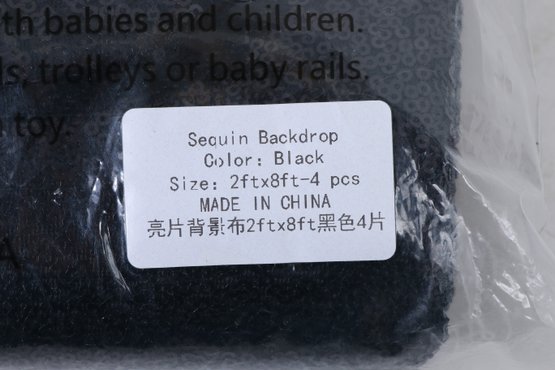 th babies and children.
s, trolleys or baby rails.
toy.
Sequin Backdrop
Color: Black
Size: 2ftx8ft-4 pcs
MADE IN CHINA
亮片背景布2ftx8ft黑色4片
A